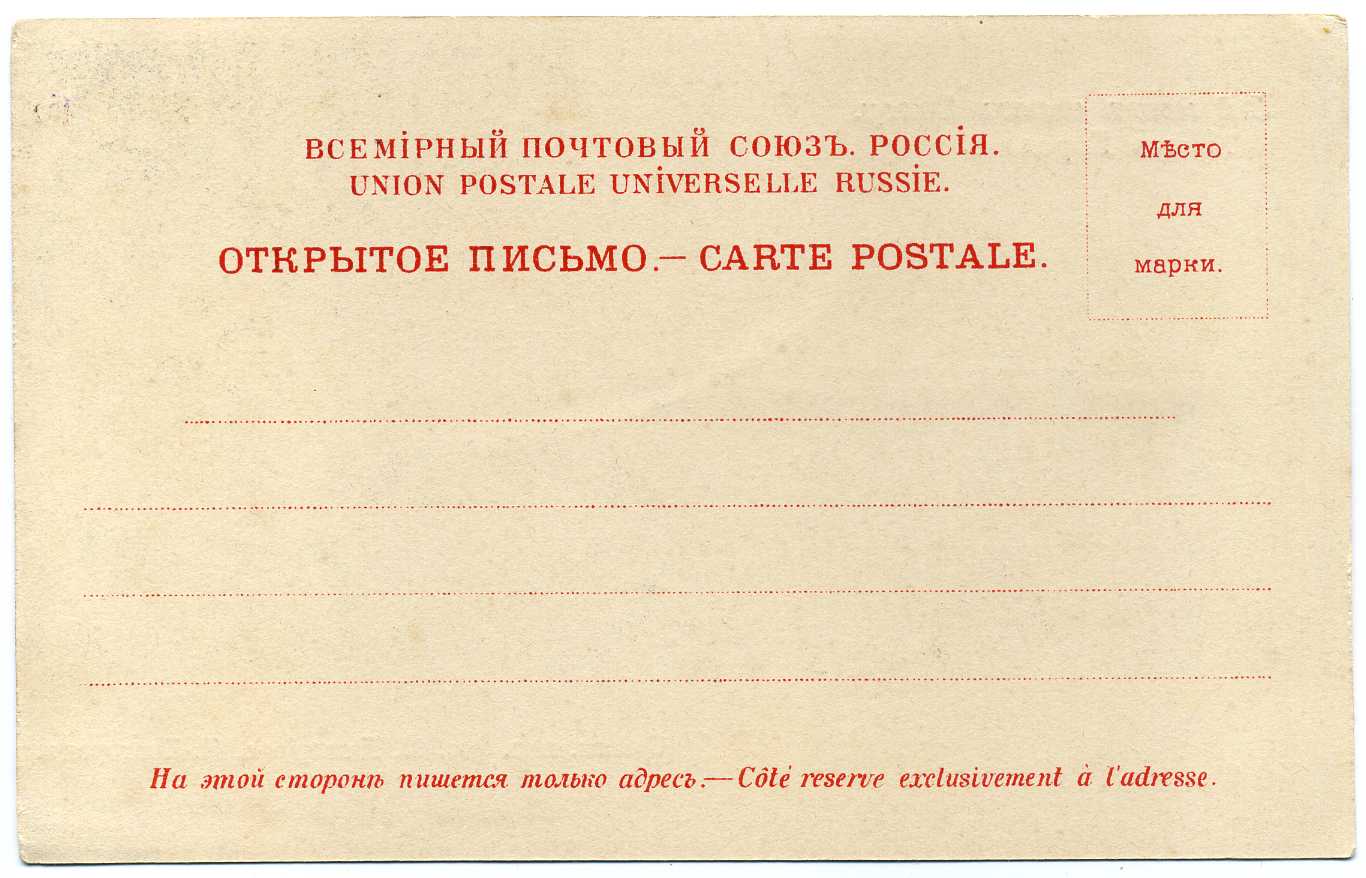 ВСЕМІРНЫЙ ПОЧТОВЫЙ СОЮЗЪ. РОССІЯ.
UNION POSTALE UNIVERSELLE RUSSIE.
ОТКРЫТОЕ ПИСЬМО.— CARTE POSTALE.
Мѣсто
для
марки.
На этой сторонѣ пишется только адресъ.— Côté reserve exclusivement à l'adresse.